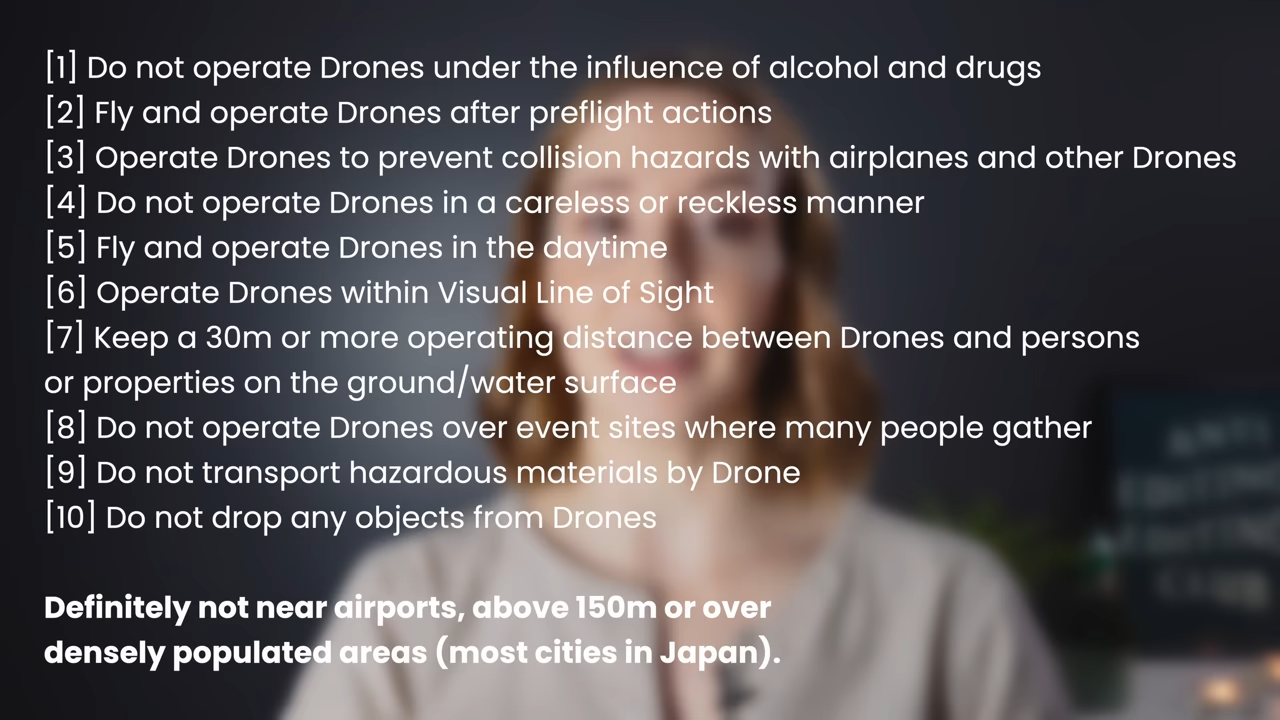 [1] Do not operate Drones under the influence of alcohol and drugs
[2] Fly and operate Drones after preflight actions
[3] Operate Drones to prevent collision hazards with airplanes and other Drones
[4] Do not operate Drones in a careless or reckless manner
[5] Fly and operate Drones in the daytime
[6] Operate Drones within Visual Line of Sight
[7] Keep a 30m or more operating distance between Drones and persons
or properties on the ground/water surface
[8] Do not operate Drones over event sites where many people gather
[9] Do not transport hazardous materials by Drone
[10] Do not drop any objects from Drones
Definitely not near airports, above 150m or over
densely populated areas (most cities in Japan).